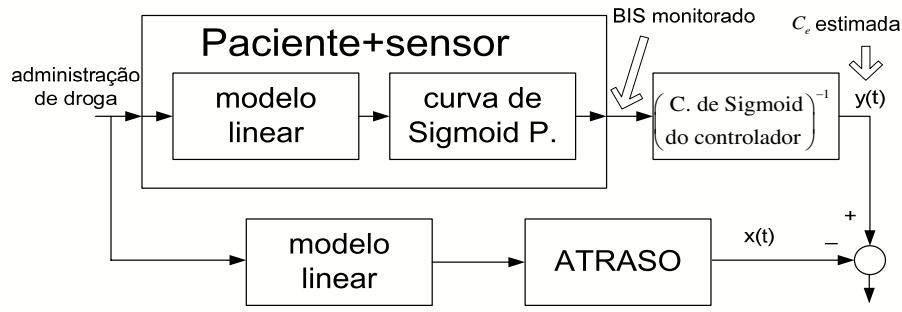 BIS monitorado
Cₑ estimada
Paciente+sensor
administração
de droga
modelo
linear
curva de
Sigmoid P.
(C. de Sigmoid
do controlador)⁻¹
y(t)
+
modelo
linear
ATRASO
x(t)
−